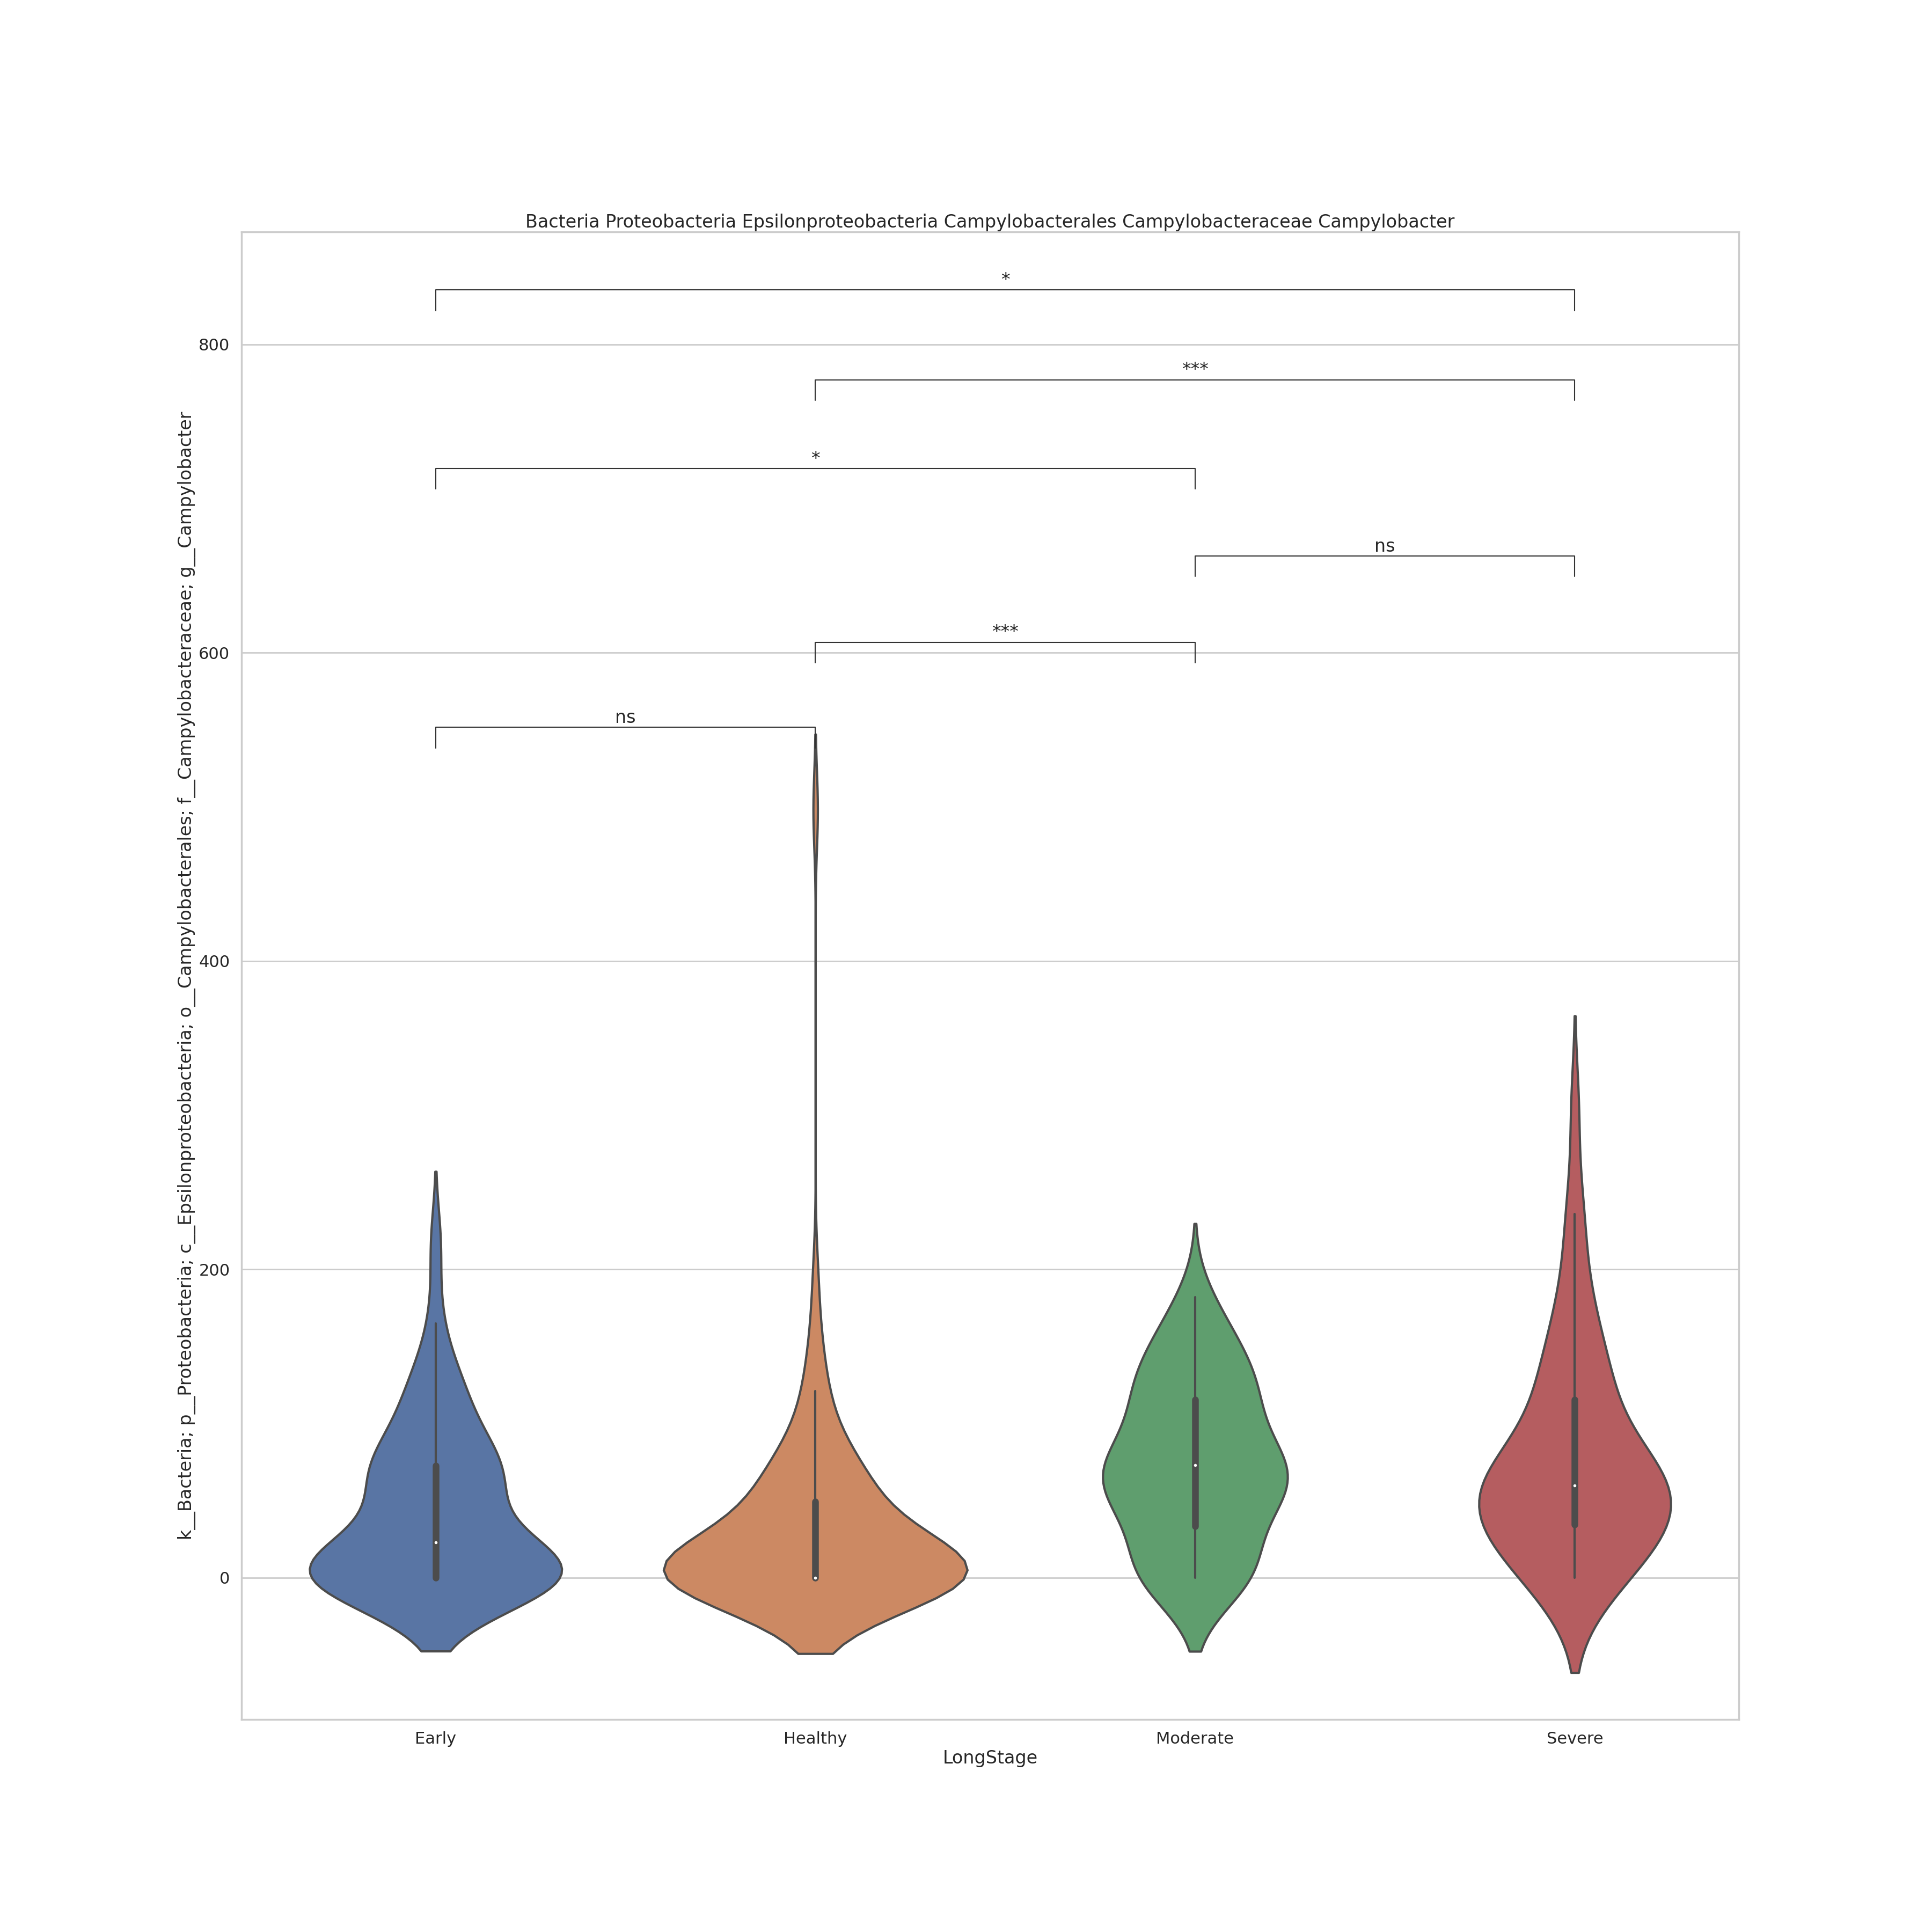 Bacteria Proteobacteria Epsilonproteobacteria Campylobacterales Campylobacteraceae Campylobacter
k__Bacteria; p__Proteobacteria; c__Epsilonproteobacteria; o__Campylobacterales; f__Campylobacteraceae; g__Campylobacter
*
800
***
*
ns
***
600
ns
400
200
0
Early Healthy Moderate Severe
LongStage